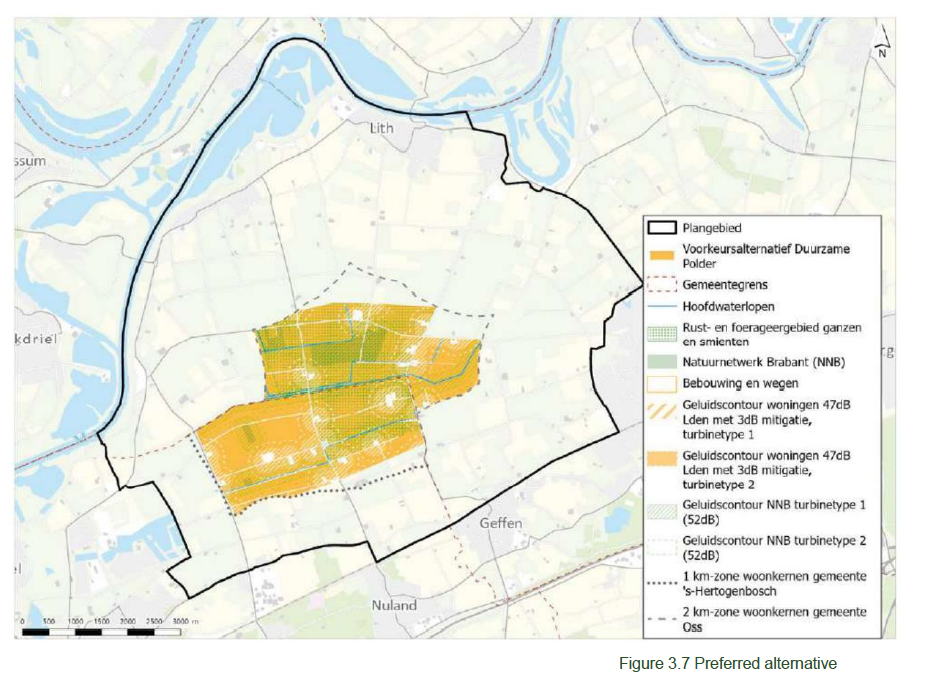 N
Lith
ssum
kdriel
Geffen
Nuland
0 500 1000 1500 2000 2500 3000 m
Plangebied
Voorkeursalternatief Duurzame
Polder
Gemeentegrens
Hoofdwaterlopen
Rust- en foerageergebied ganzen
en smienten
Natuurnetwerk Brabant (NNB)
Bebouwing en wegen
Geluidscontour woningen 47dB
Lden met 3dB mitigatie,
turbinetype 1
Geluidscontour woningen 47dB
Lden met 3dB mitigatie,
turbinetype 2
Geluidscontour NNB turbinetype 1
(52dB)
Geluidscontour NNB turbinetype 2
(52dB)
1 km-zone woonkernen gemeente
's-Hertogenbosch
2 km-zone woonkernen gemeente
Oss
Figure 3.7 Preferred alternative